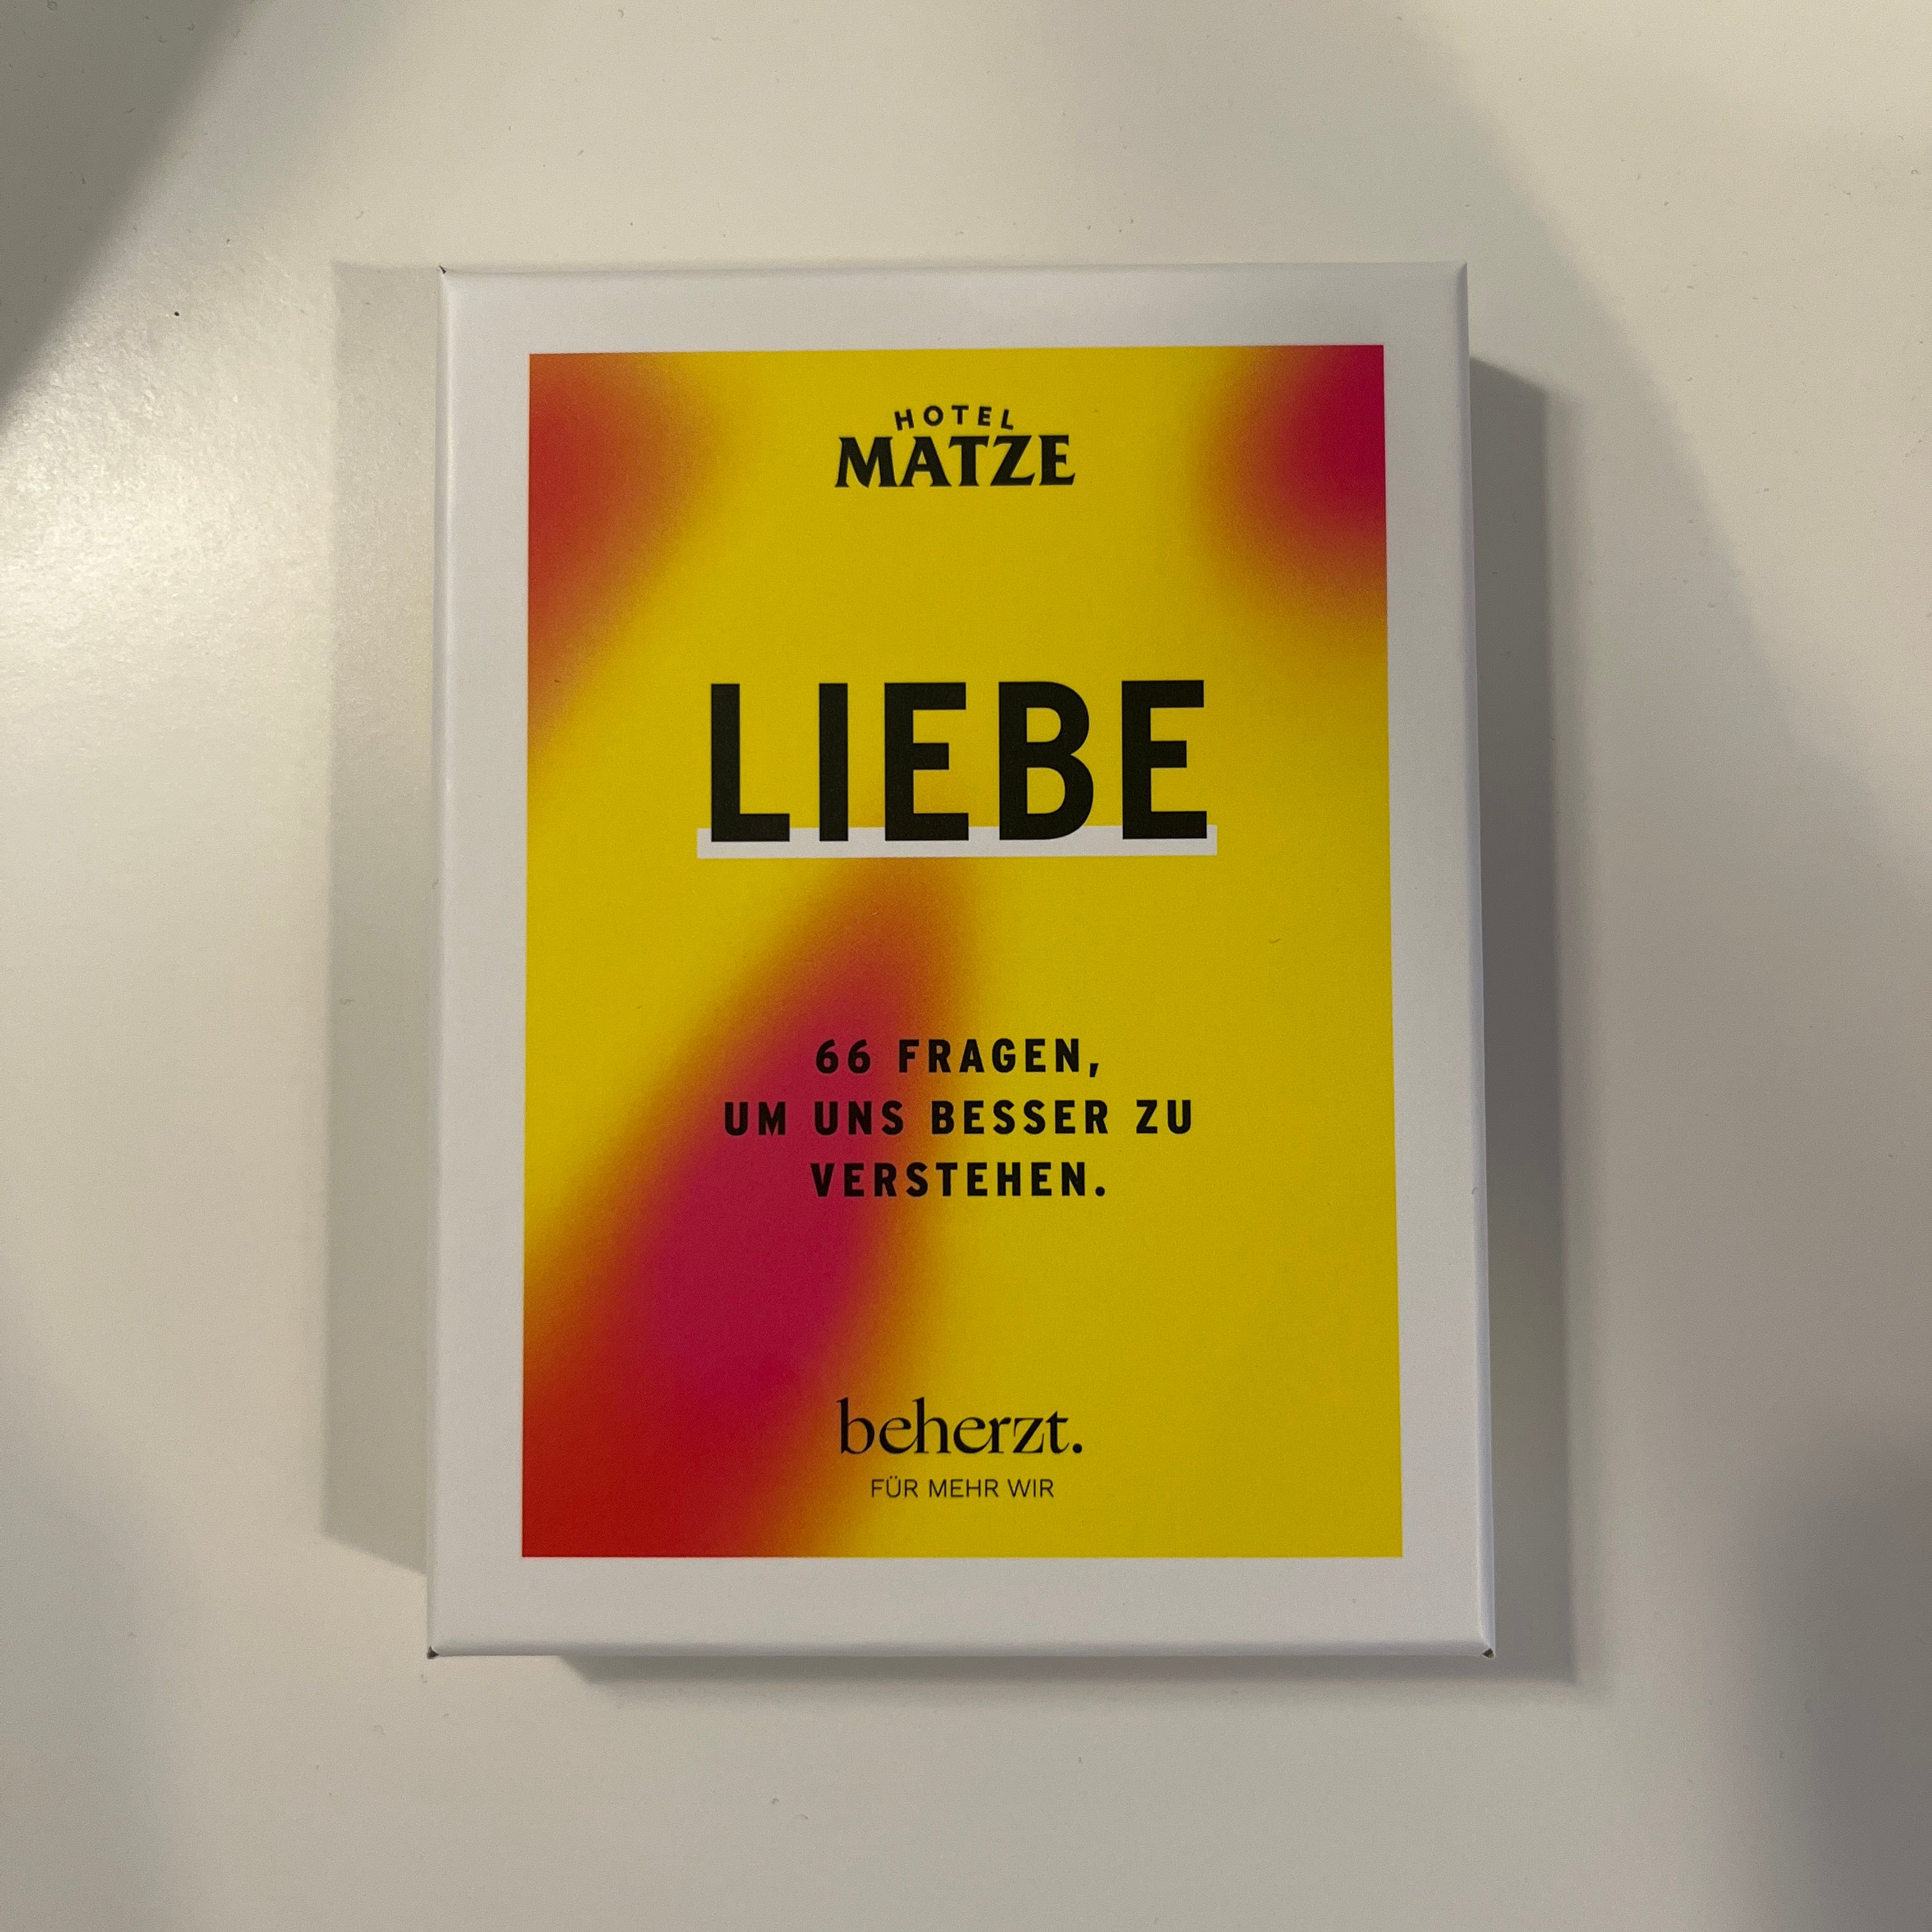 HOTEL
MATZE
LIEBE
66 FRAGEN,
UM UNS BESSER ZU
VERSTEHEN.
beherzt.
FÜR MEHR WIR